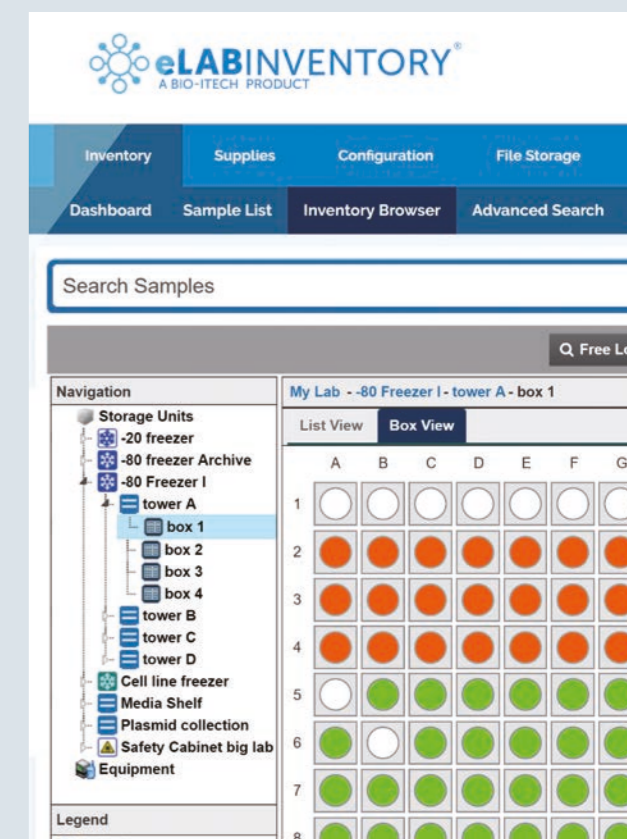 eLABINVENTORY®
A BIO-ITECH PRODUCT
Inventory Supplies Configuration File Storage
Dashboard Sample List Inventory Browser Advanced Search
Search Samples
Free Lo
Navigation
Storage Units
-20 freezer
-80 freezer Archive
-80 Freezer I
tower A
box 1
box 2
box 3
box 4
tower B
tower C
tower D
Cell line freezer
Media Shelf
Plasmid collection
Safety Cabinet big lab
Equipment
Legend
My Lab - -80 Freezer I - tower A - box 1
List View Box View
A B C D E F G
1
2
3
4
5
6
7
8